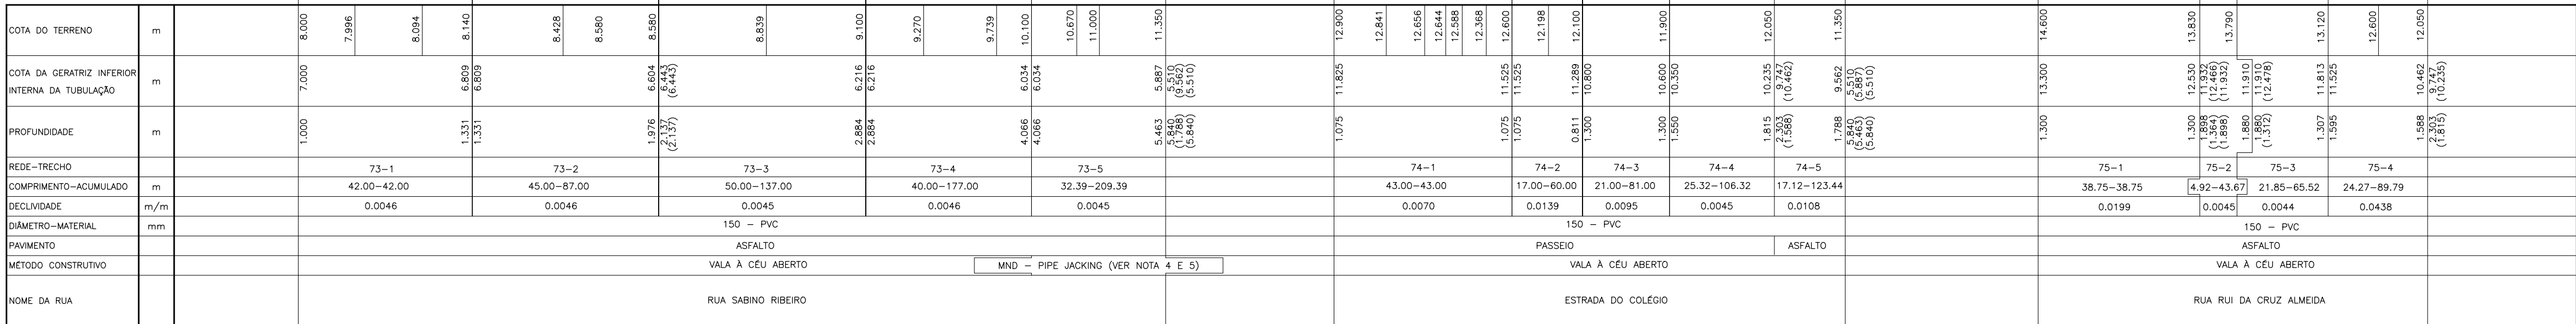 COTA DO TERRENO m 8.000 7.996 8.094 8.140 8.428 8.580 8.580 8.839 9.100 9.270 9.739 10.100 10.670 11.000 11.350 12.900 12.841 12.656 12.644 12.588 12.368 12.600 12.198 12.100 11.900 12.050 11.350 14.600 13.830 13.790 13.120 12.600 12.050
COTA DA GERATRIZ INFERIOR
INTERNA DA TUBULAÇÃO m 7.000 6.809 6.809 6.604 6.443 (6.443) 6.216 6.216 6.034 6.034 5.887 5.510 (9.562) (5.510) 11.825 11.525 11.525 11.289 10.800 10.600 10.350 10.235 9.747 (10.462) 9.562 5.510 (5.887) (5.510) 13.300 12.530 11.932 (12.466) (11.932) 11.910 11.910 (12.478) 11.813 11.525 10.462 9.747 (10.235)
PROFUNDIDADE m 1.000 1.331 1.331 1.976 2.137 (2.137) 2.884 2.884 4.066 4.066 5.463 5.840 (1.788) (5.840) 1.075 1.075 1.075 0.811 1.300 1.300 1.550 1.815 2.303 (1.588) 1.788 5.840 (5.463) (5.840) 1.300 1.300 1.898 (1.364) (1.898) 1.880 1.880 (1.312) 1.307 1.595 1.588 2.303 (1.815)
REDE-TRECHO 73-1 73-2 73-3 73-4 73-5 74-1 74-2 74-3 74-4 74-5 75-1 75-2 75-3 75-4
COMPRIMENTO-ACUMULADO m 42.00-42.00 45.00-87.00 50.00-137.00 40.00-177.00 32.39-209.39 43.00-43.00 17.00-60.00 21.00-81.00 25.32-106.32 17.12-123.44 38.75-38.75 4.92-43.67 21.85-65.52 24.27-89.79
DECLIVIDADE m/m 0.0046 0.0046 0.0045 0.0046 0.0045 0.0070 0.0139 0.0095 0.0045 0.0108 0.0199 0.0045 0.0044 0.0438
DIÂMETRO-MATERIAL mm 150 - PVC 150 - PVC 150 - PVC
PAVIMENTO ASFALTO PASSEIO ASFALTO ASFALTO
MÉTODO CONSTRUTIVO VALA À CÉU ABERTO MND - PIPE JACKING (VER NOTA 4 E 5) VALA À CÉU ABERTO VALA À CÉU ABERTO
NOME DA RUA RUA SABINO RIBEIRO ESTRADA DO COLÉGIO RUA RUI DA CRUZ ALMEIDA